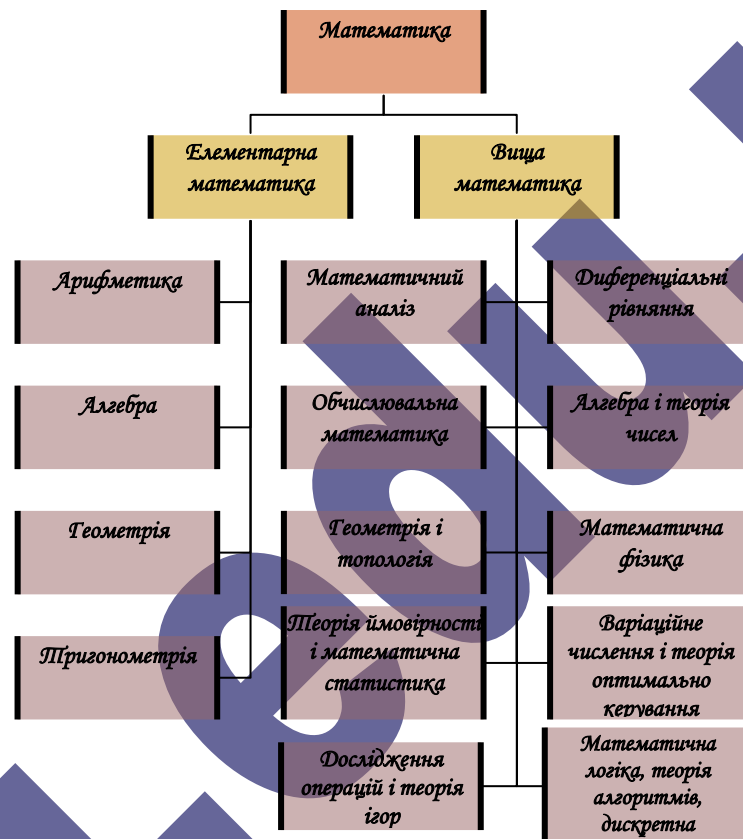 Математика
Елементарна
математика
Вища
математика
Арифметика
Математичний
аналіз
Диференціальні
рівняння
Алгебра
Обчислювальна
математика
Алгебра і теорія
чисел
Геометрія
Геометрія і
топологія
Математична
фізика
Тригонометрія
Теорія ймовірності
і математична
статистика
Варіаційне
числення і теорія
оптимально
керування
Дослідження
операцій і теорія
ігор
Математична
логіка, теорія
алгоритмів,
дискретна
edu.